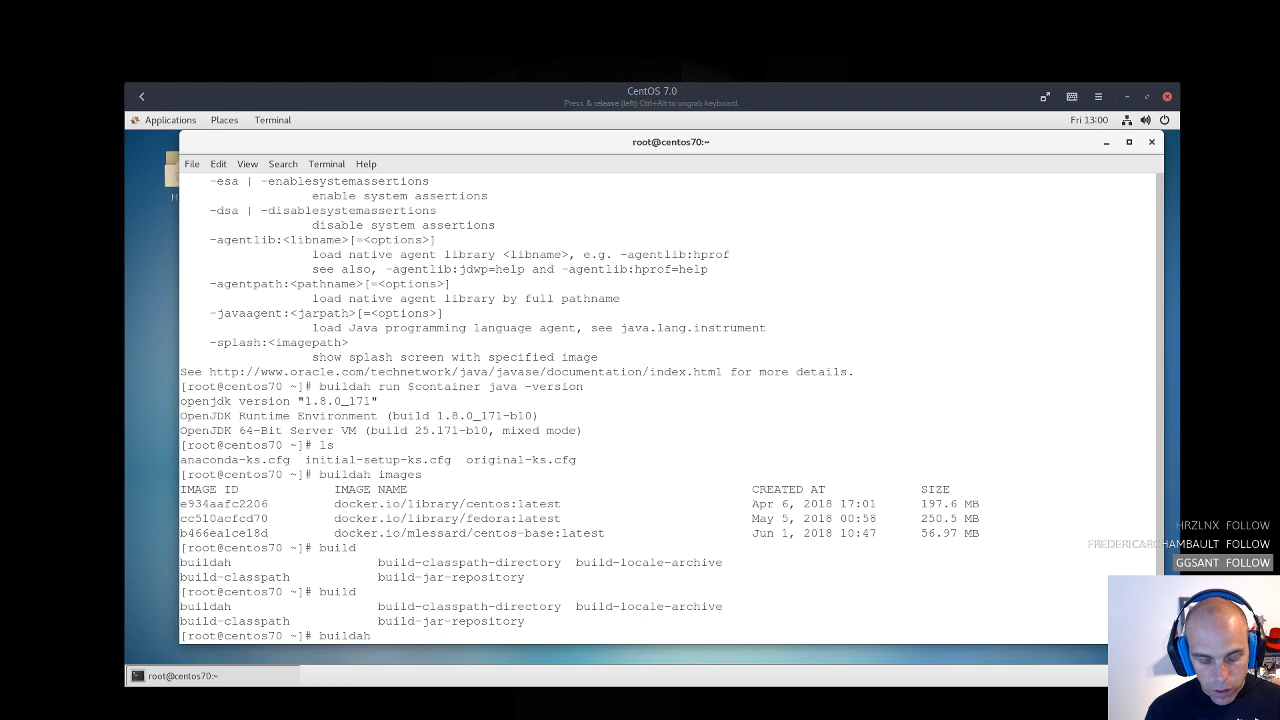 CentOS 7.0
Press & release (left) Ctrl+Alt to ungrab keyboard.
Applications Places Terminal Fri 13:00
root@centos70:~
File Edit View Search Terminal Help
H
-esa | -enablesystemassertions
enable system assertions
-dsa | -disablesystemassertions
disable system assertions
-agentlib:<libname>[=<options>]
load native agent library <libname>, e.g. -agentlib:hprof
see also, -agentlib:jdwp=help and -agentlib:hprof=help
-agentpath:<pathname>[=<options>]
load native agent library by full pathname
-javaagent:<jarpath>[=<options>]
load Java programming language agent, see java.lang.instrument
-splash:<imagepath>
show splash screen with specified image
See http://www.oracle.com/technetwork/java/javase/documentation/index.html for more details.
[root@centos70 ~]# buildah run $container java -version
openjdk version "1.8.0_171"
OpenJDK Runtime Environment (build 1.8.0_171-b10)
OpenJDK 64-Bit Server VM (build 25.171-b10, mixed mode)
[root@centos70 ~]# ls
anaconda-ks.cfg initial-setup-ks.cfg original-ks.cfg
[root@centos70 ~]# buildah images
IMAGE ID IMAGE NAME CREATED AT SIZE
e934aafc2206 docker.io/library/centos:latest Apr 6, 2018 17:01 197.6 MB
cc510acfcd70 docker.io/library/fedora:latest May 5, 2018 00:58 250.5 MB
b466ea1ce18d docker.io/mlessard/centos-base:latest Jun 1, 2018 10:47 56.97 MB
[root@centos70 ~]# build
buildah build-classpath-directory build-locale-archive
build-classpath build-jar-repository
[root@centos70 ~]# build
buildah build-classpath-directory build-locale-archive
build-classpath build-jar-repository
[root@centos70 ~]# buildah
HRZLNX FOLLOW
FREDERICARCHAMBAULT FOLLOW
GGSANT FOLLOW
root@centos70:~